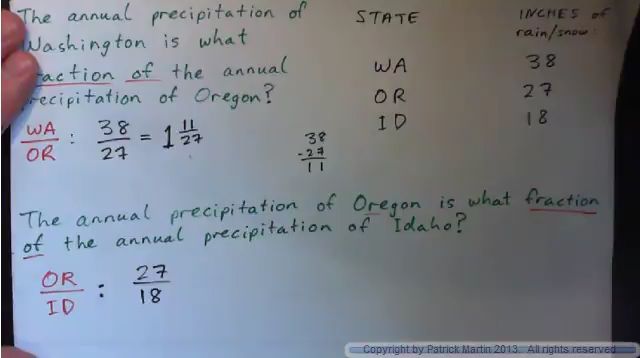 The annual precipitation of
Washington is what
fraction of the annual
precipitation of Oregon?
STATE INCHES of
rain/snow:
WA 38
OR 27
ID 18
WA
OR
: 38
27
= 1 11
27
38
-27
11
The annual precipitation of Oregon is what fraction
of the annual precipitation of Idaho?
OR
ID
: 27
18
Copyright by Patrick Martin 2013. All rights reserved